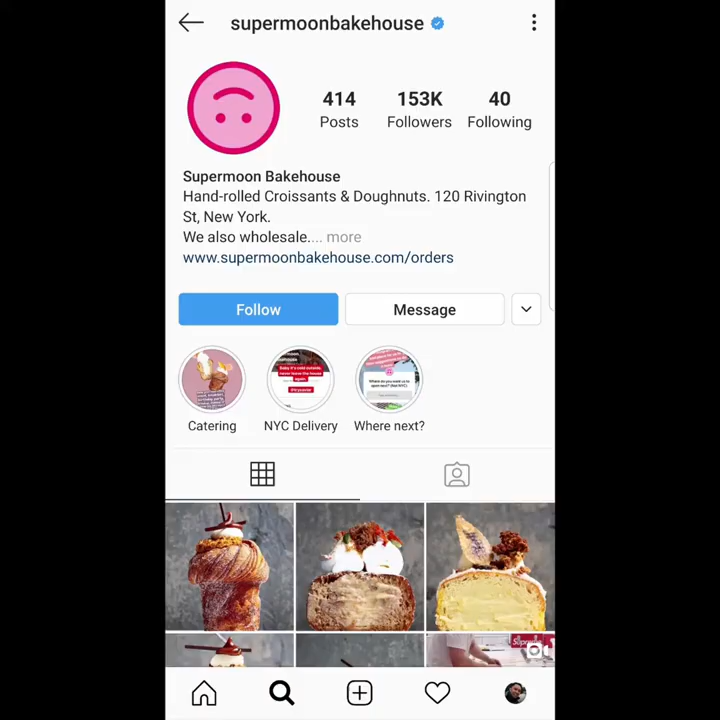 supermoonbakehouse
414 153K 40
Posts Followers Following
Supermoon Bakehouse
Hand-rolled Croissants & Doughnuts. 120 Rivington
St, New York.
We also wholesale.... more
www.supermoonbakehouse.com/orders
Follow Message
Catering NYC Delivery Where next?